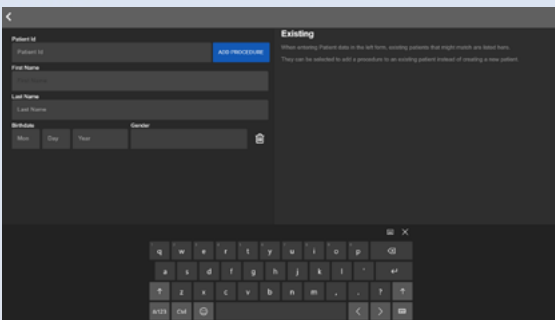 Patient Id
Patient Id
ADD PROCEDURE
First Name
First Name
Last Name
Last Name
Birthdate Gender
Mon Day Year
Existing
When entering Patient data in the left form, existing patients that might match are listed here.
They can be selected to add a procedure to an existing patient instead of creating a new patient.
q w e r t y u i o p
a s d f g h j k l '
z x c v b n m , . ?
&123 Ctrl